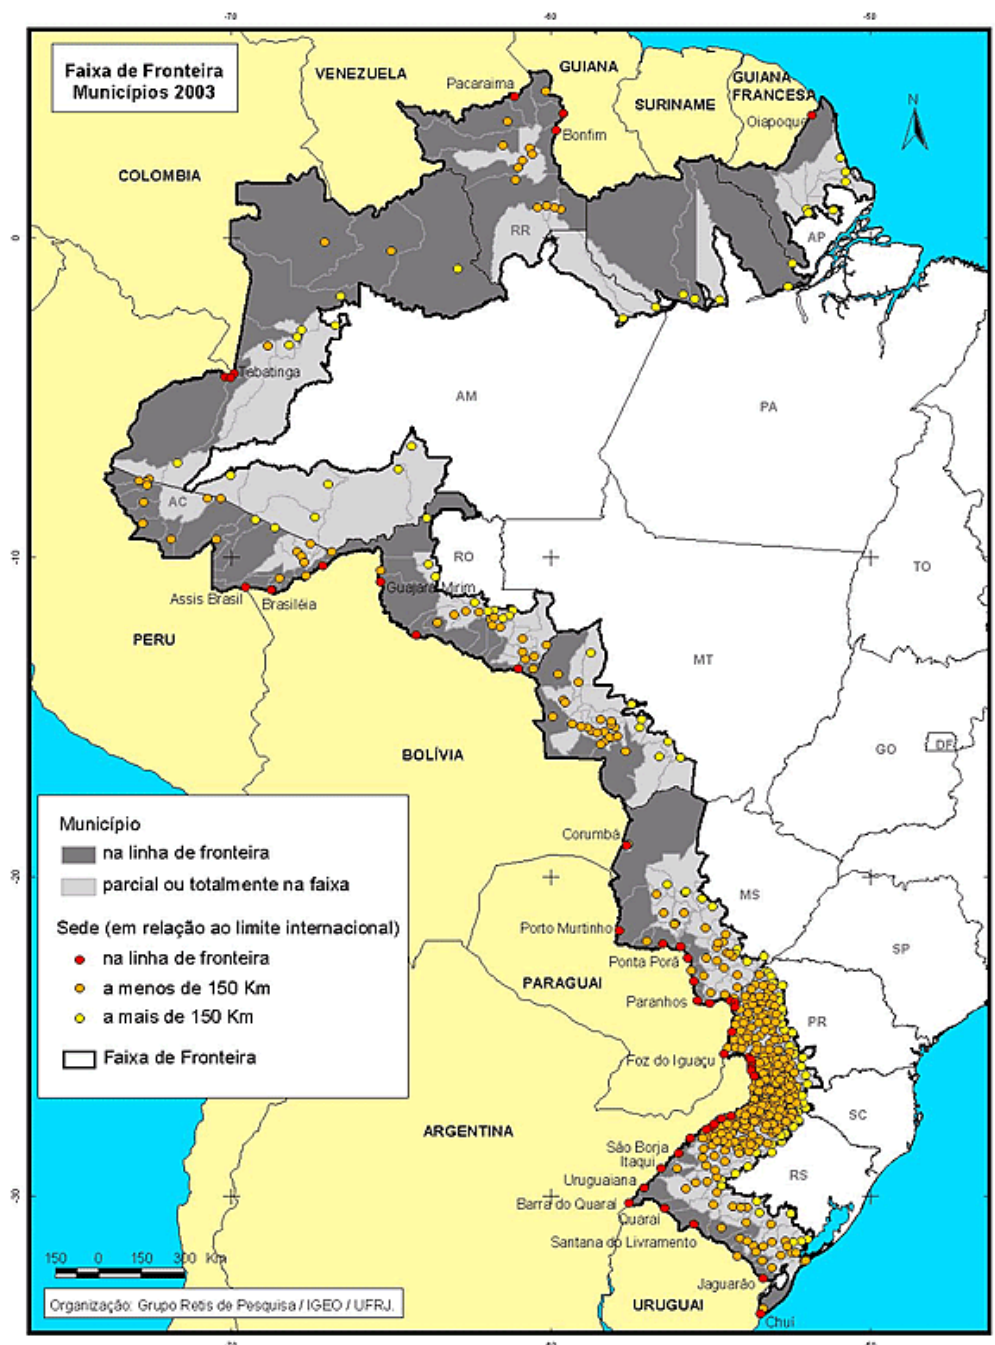 -70
-60
-50
Faixa de Fronteira
Municípios 2003
VENEZUELA
Pacaraima
GUIANA
SURINAME
GUIANA
FRANCESA
Oiapoque
N
Bonfim
COLOMBIA
RR
AP
0
Tabatinga
AM
PA
AC
RO
-10
Guajará Mirim
TO
Assis Brasil
Brasiléia
PERU
MT
BOLÍVIA
GO
DF
Município
na linha de fronteira
parcial ou totalmente na faixa
Sede (em relação ao limite internacional)
na linha de fronteira
a menos de 150 Km
a mais de 150 Km
Faixa de Fronteira
Corumbá
-20
MS
Porto Murtinho
SP
Ponta Porã
PARAGUAI
Paranhos
PR
Foz do Iguaçu
SC
ARGENTINA
São Borja
Itaqui
RS
Uruguaiana
-30
Barra do Quaraí
Quaraí
Santana do Livramento
150 0 150 300 Km
Jaguarão
Organização: Grupo Retis de Pesquisa / IGEO / UFRJ.
URUGUAI
Chuí